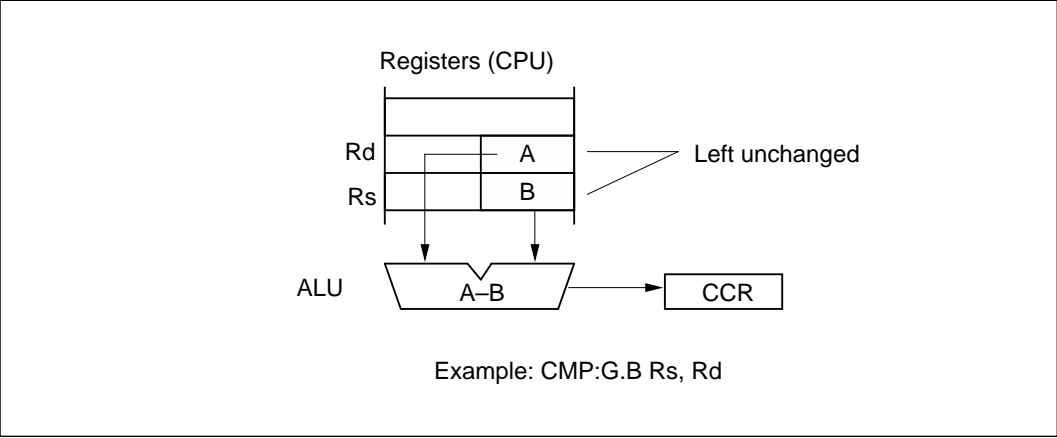 Registers (CPU)
Rd
A
Left unchanged
Rs
B
ALU
A–B
CCR
Example: CMP:G.B Rs, Rd